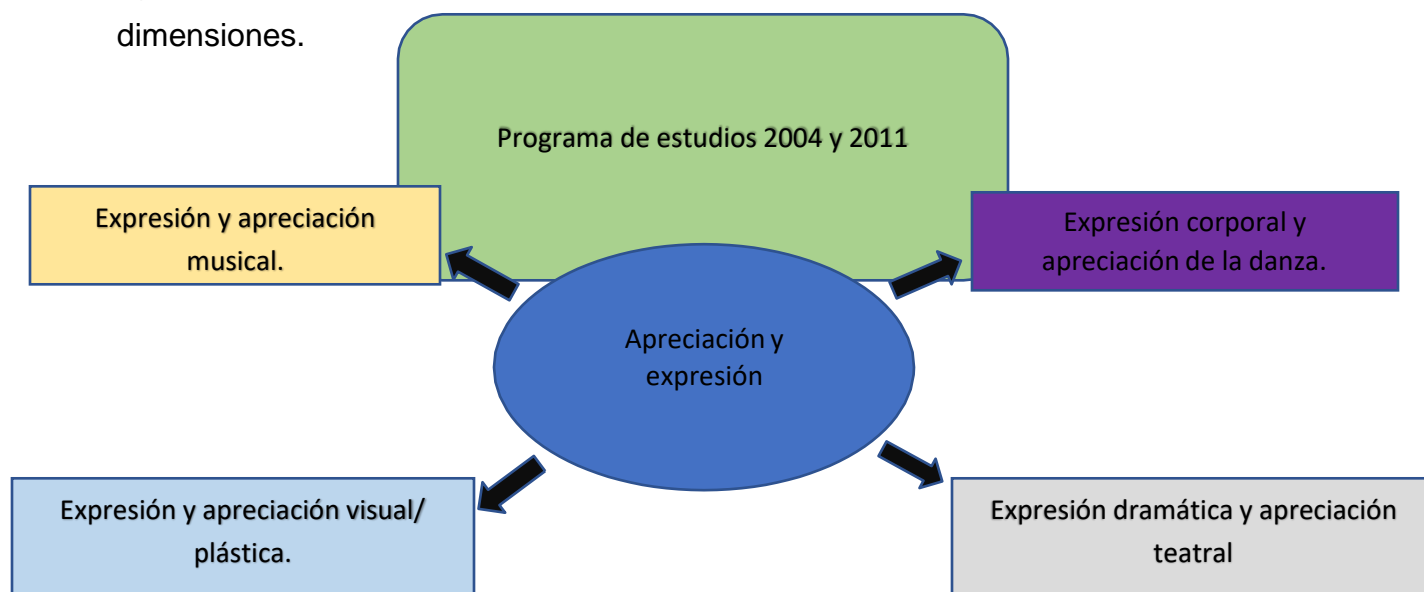 dimensiones.
Programa de estudios 2004 y 2011
Expresión y apreciación
musical.
Expresión corporal y
apreciación de la danza.
Apreciación y
expresión
Expresión y apreciación visual/
plástica.
Expresión dramática y apreciación
teatral